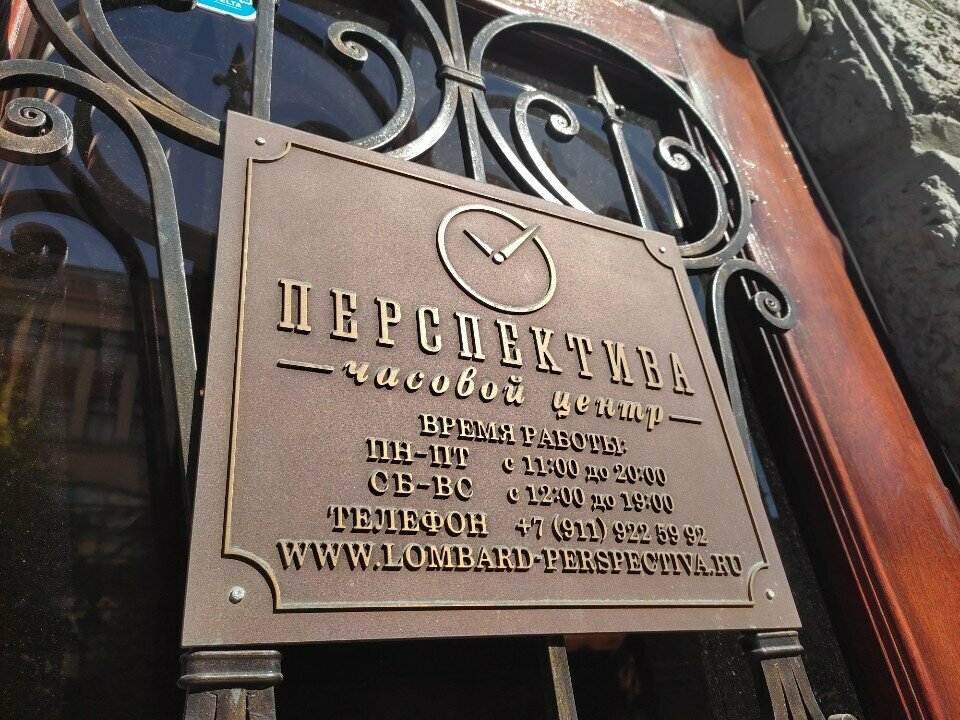 ПЕРСПЕКТИВА
часовой центр
ВРЕМЯ РАБОТЫ:
ПН-ПТ с 11:00 до 20:00
СБ-ВС с 12:00 до 19:00
ТЕЛЕФОН +7 (911) 922 59 92
WWW.LOMBARD-PERSPECTIVA.RU